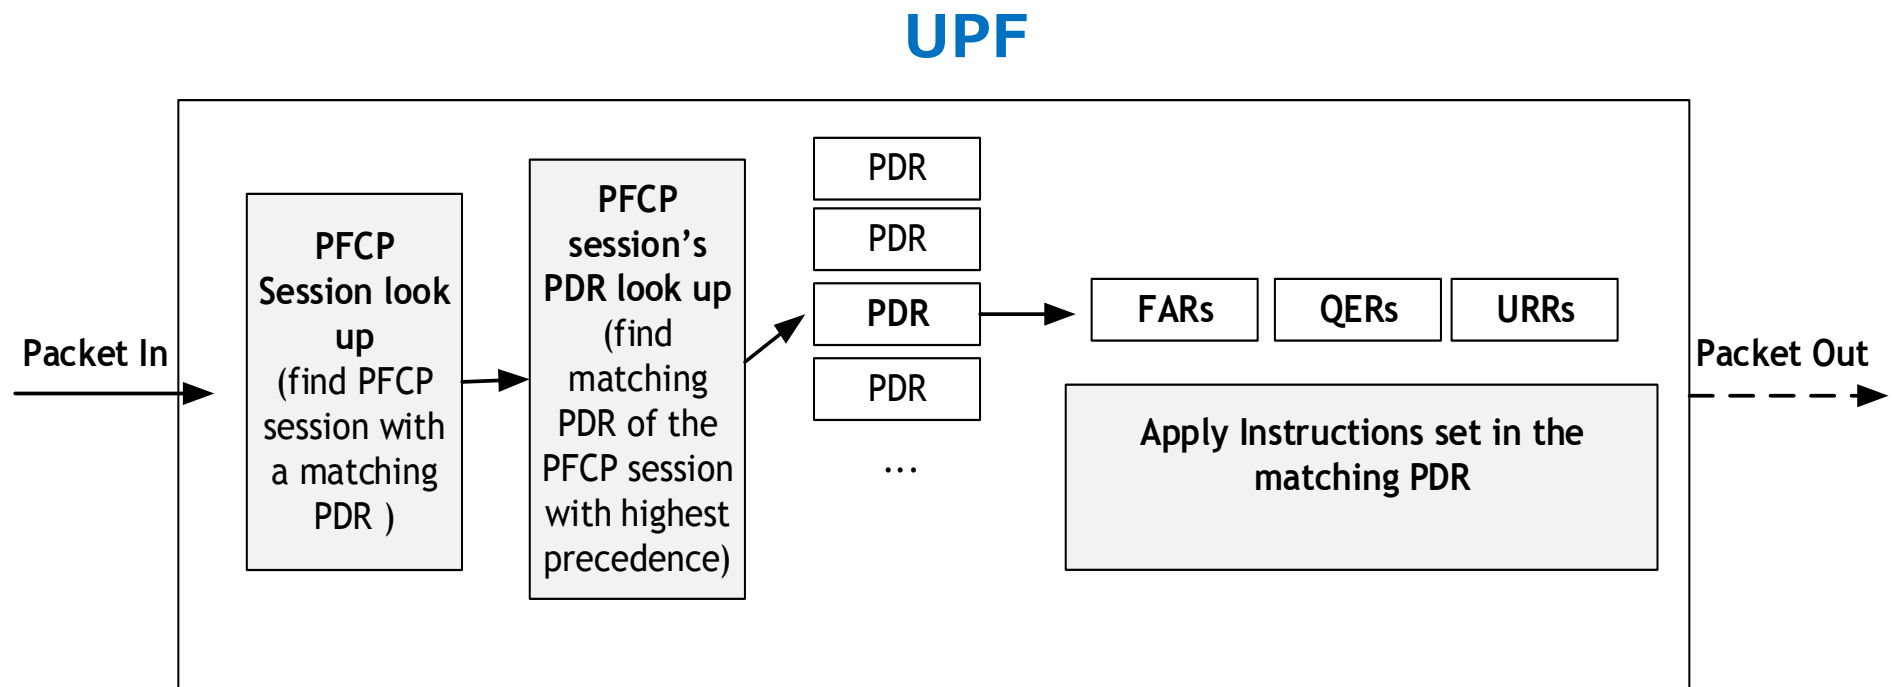 UPF
Packet In
PFCP
Session look
up
(find PFCP
session with
a matching
PDR )
PFCP
session’s
PDR look up
(find
matching
PDR of the
PFCP session
with highest
precedence)
PDR
PDR
PDR
PDR
...
FARs
QERs
URRs
Apply Instructions set in the
matching PDR
Packet Out